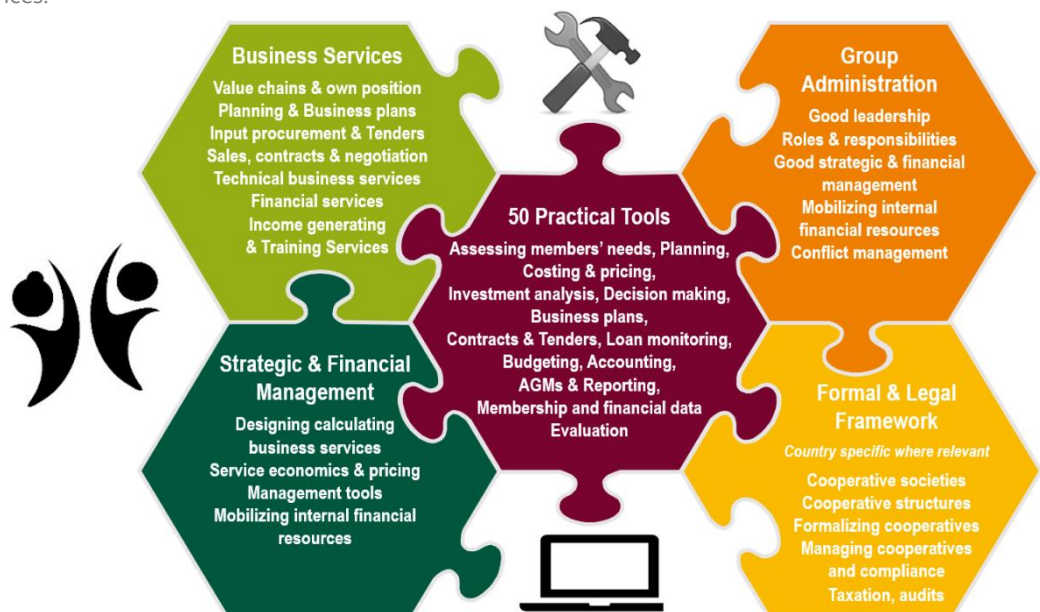 Business Services
Value chains & own position
Planning & Business plans
Input procurement & Tenders
Sales, contracts & negotiation
Technical business services
Financial services
Income generating
& Training Services
Group
Administration
Good leadership
Roles & responsibilities
Good strategic & financial
management
Mobilizing internal
financial resources
Conflict management
50 Practical Tools
Assessing members' needs, Planning,
Costing & pricing,
Investment analysis, Decision making,
Business plans,
Contracts & Tenders, Loan monitoring,
Budgeting, Accounting,
AGMs & Reporting,
Membership and financial data
Evaluation
Strategic & Financial
Management
Designing calculating
business services
Service economics & pricing
Management tools
Mobilizing internal financial
resources
Formal & Legal
Framework
Country specific where relevant
Cooperative societies
Cooperative structures
Formalizing cooperatives
Managing cooperatives
and compliance
Taxation, audits